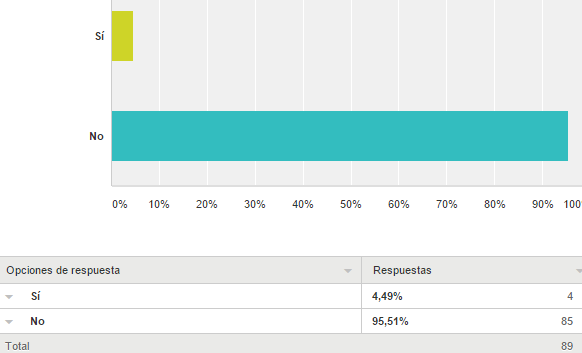 Sí
No
0% 10% 20% 30% 40% 50% 60% 70% 80% 90% 100
Opciones de respuesta Respuestas
Sí 4,49% 4
No 95,51% 85
Total 89